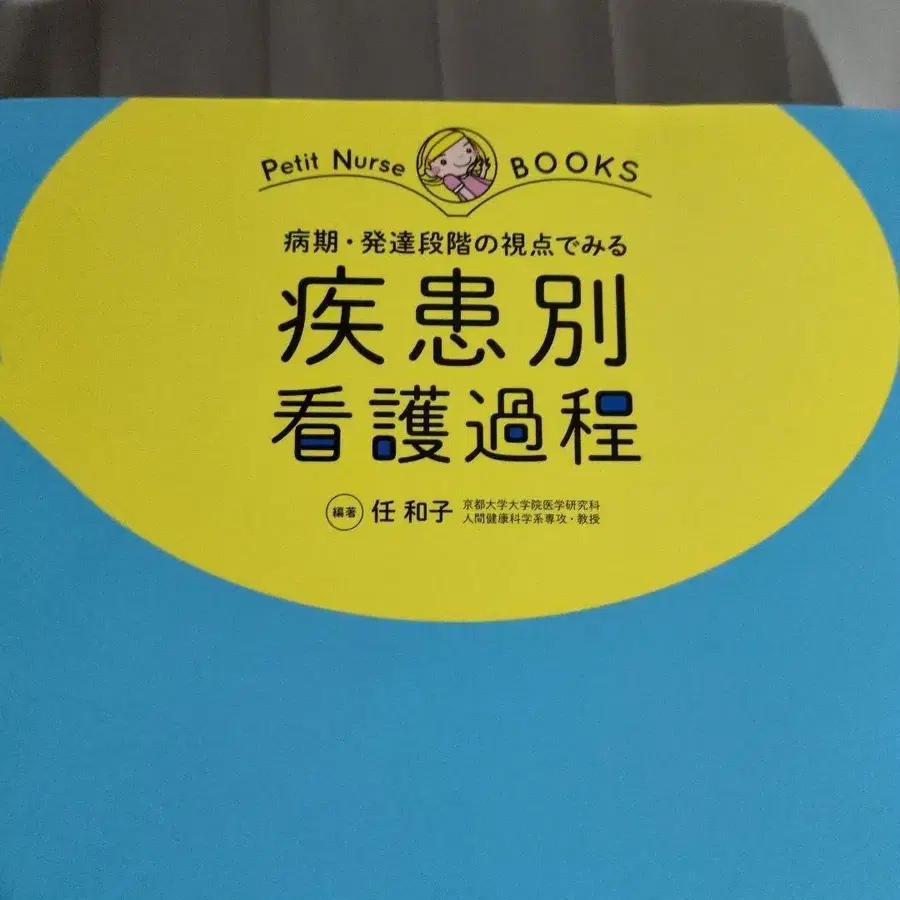 Petit Nurse BOOKS
病期・発達段階の視点でみる
疾患別
看護過程
編著 任 和子 京都大学大学院医学研究科
人間健康科学系専攻・教授